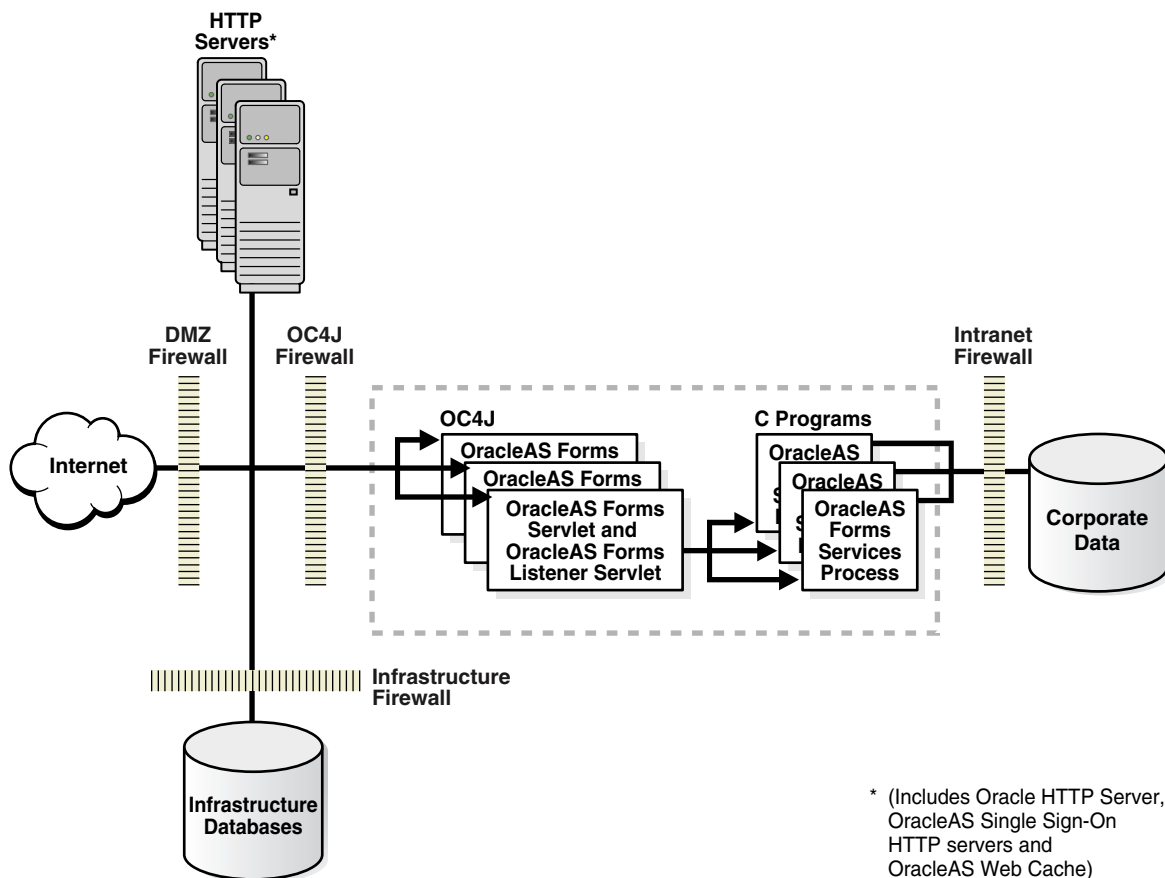 HTTP
Servers*
DMZ
Firewall
OC4J
Firewall
Intranet
Firewall
Internet
OC4J
OracleAS Forms
OracleAS Forms
OracleAS Forms
Servlet and
OracleAS Forms
Listener Servlet
C Programs
OracleAS
OracleAS
S
S
OracleAS
Forms
Services
Process
Corporate
Data
Infrastructure
Firewall
Infrastructure
Databases
* (Includes Oracle HTTP Server,
OracleAS Single Sign-On
HTTP servers and
OracleAS Web Cache)